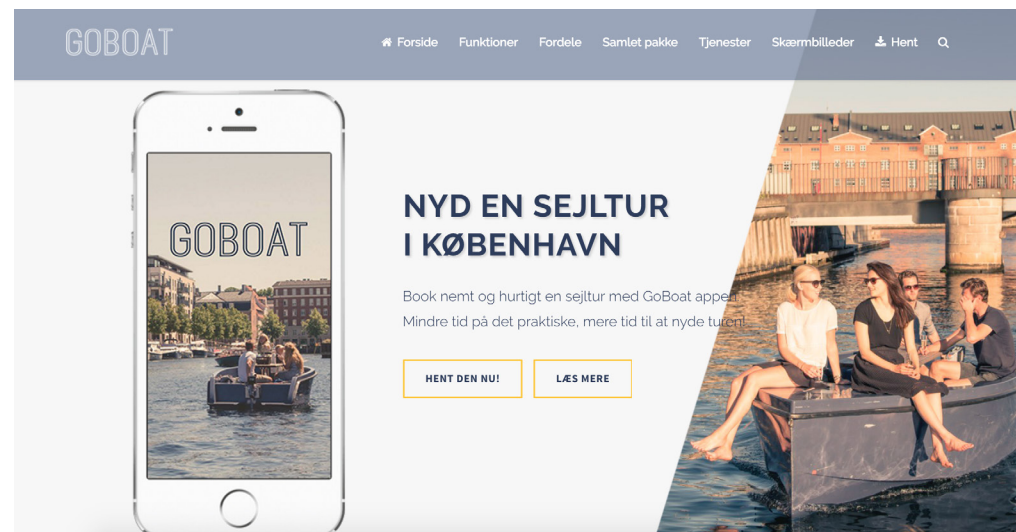 GOBOAT
Forside Funktioner Fordele Samlet pakke Tjenester Skærmbilleder Hent
GOBOAT
NYD EN SEJLTUR
I KØBENHAVN
Book nemt og hurtigt en sejltur med GoBoat appen
Mindre tid på det praktiske, mere tid til at nyde turen!
HENT DEN NU!
LÆS MERE